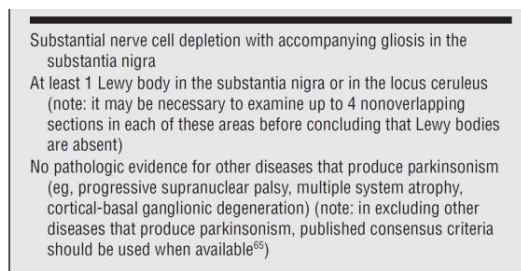 Substantial nerve cell depletion with accompanying gliosis in the
substantia nigra
At least 1 Lewy body in the substantia nigra or in the locus ceruleus
(note: it may be necessary to examine up to 4 nonoverlapping
sections in each of these areas before concluding that Lewy bodies
are absent)
No pathologic evidence for other diseases that produce parkinsonism
(eg, progressive supranuclear palsy, multiple system atrophy,
cortical-basal ganglionic degeneration) (note: in excluding other
diseases that produce parkinsonism, published consensus criteria
should be used when available⁶⁵)